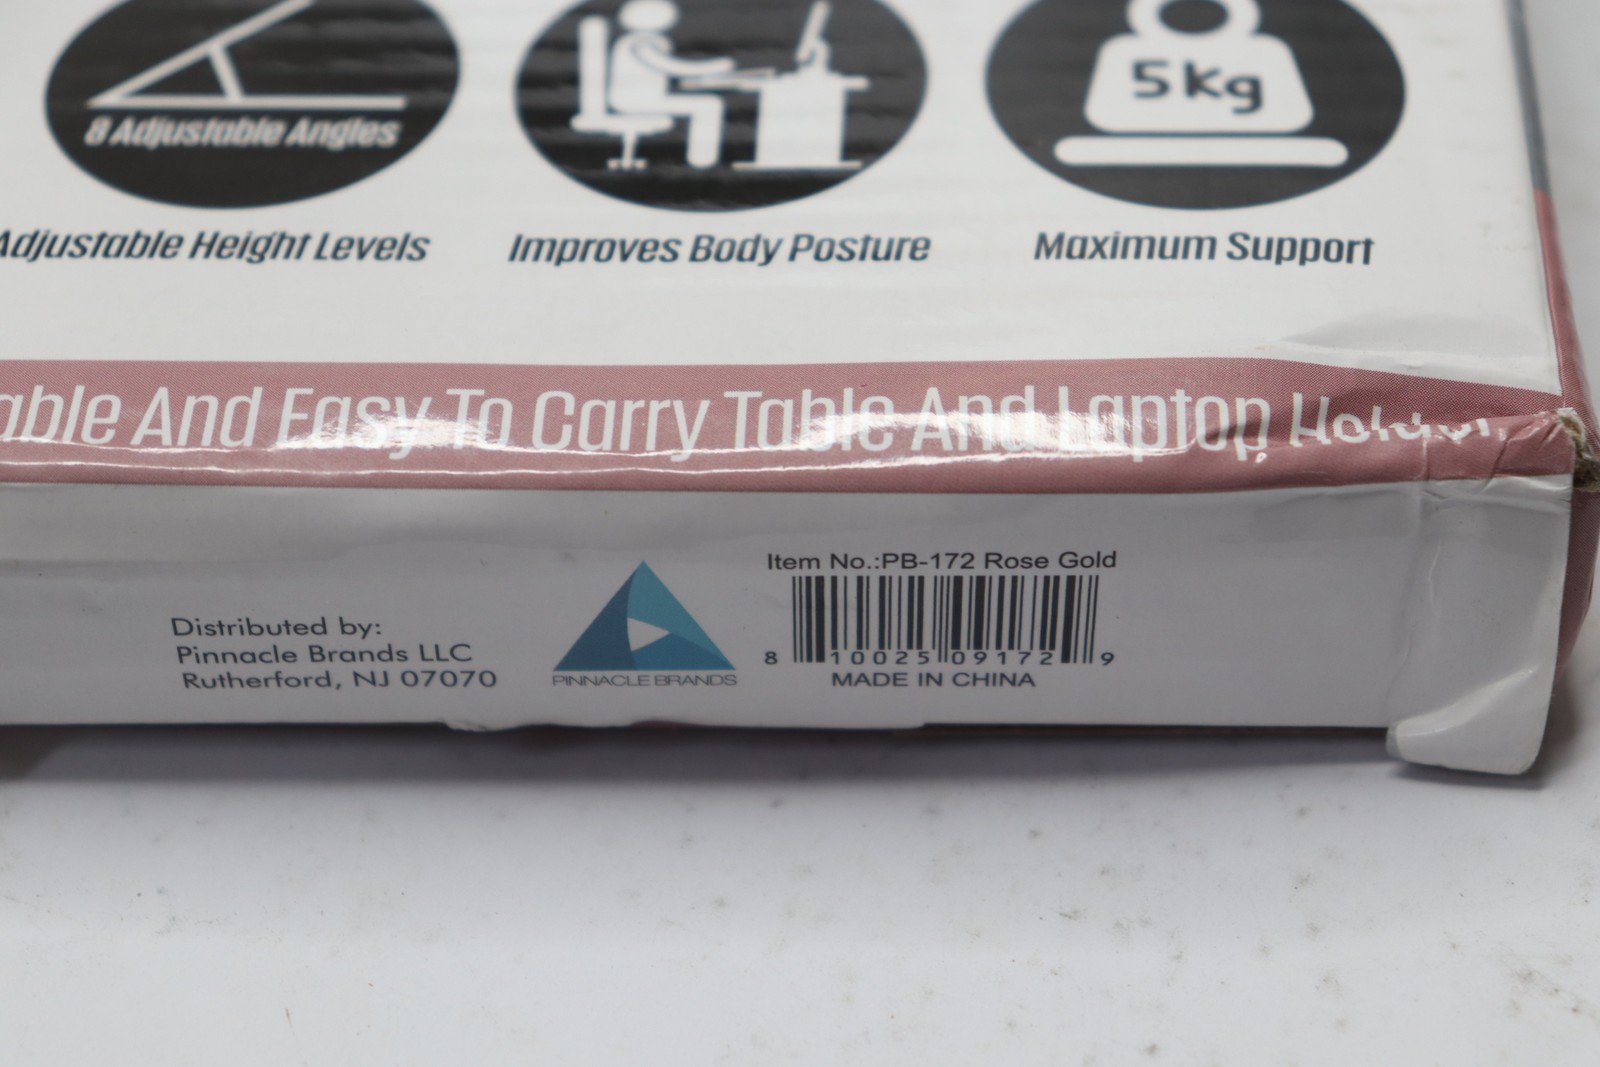 8 Adjustable Angles
5kg
Adjustable Height Levels
Improves Body Posture
Maximum Support
able And Easy To Carry Table And Laptop Holder
Item No.:PB-172 Rose Gold
Distributed by:
Pinnacle Brands LLC
Rutherford, NJ 07070
PINNACLE BRANDS
8 10025 09172 9
MADE IN CHINA